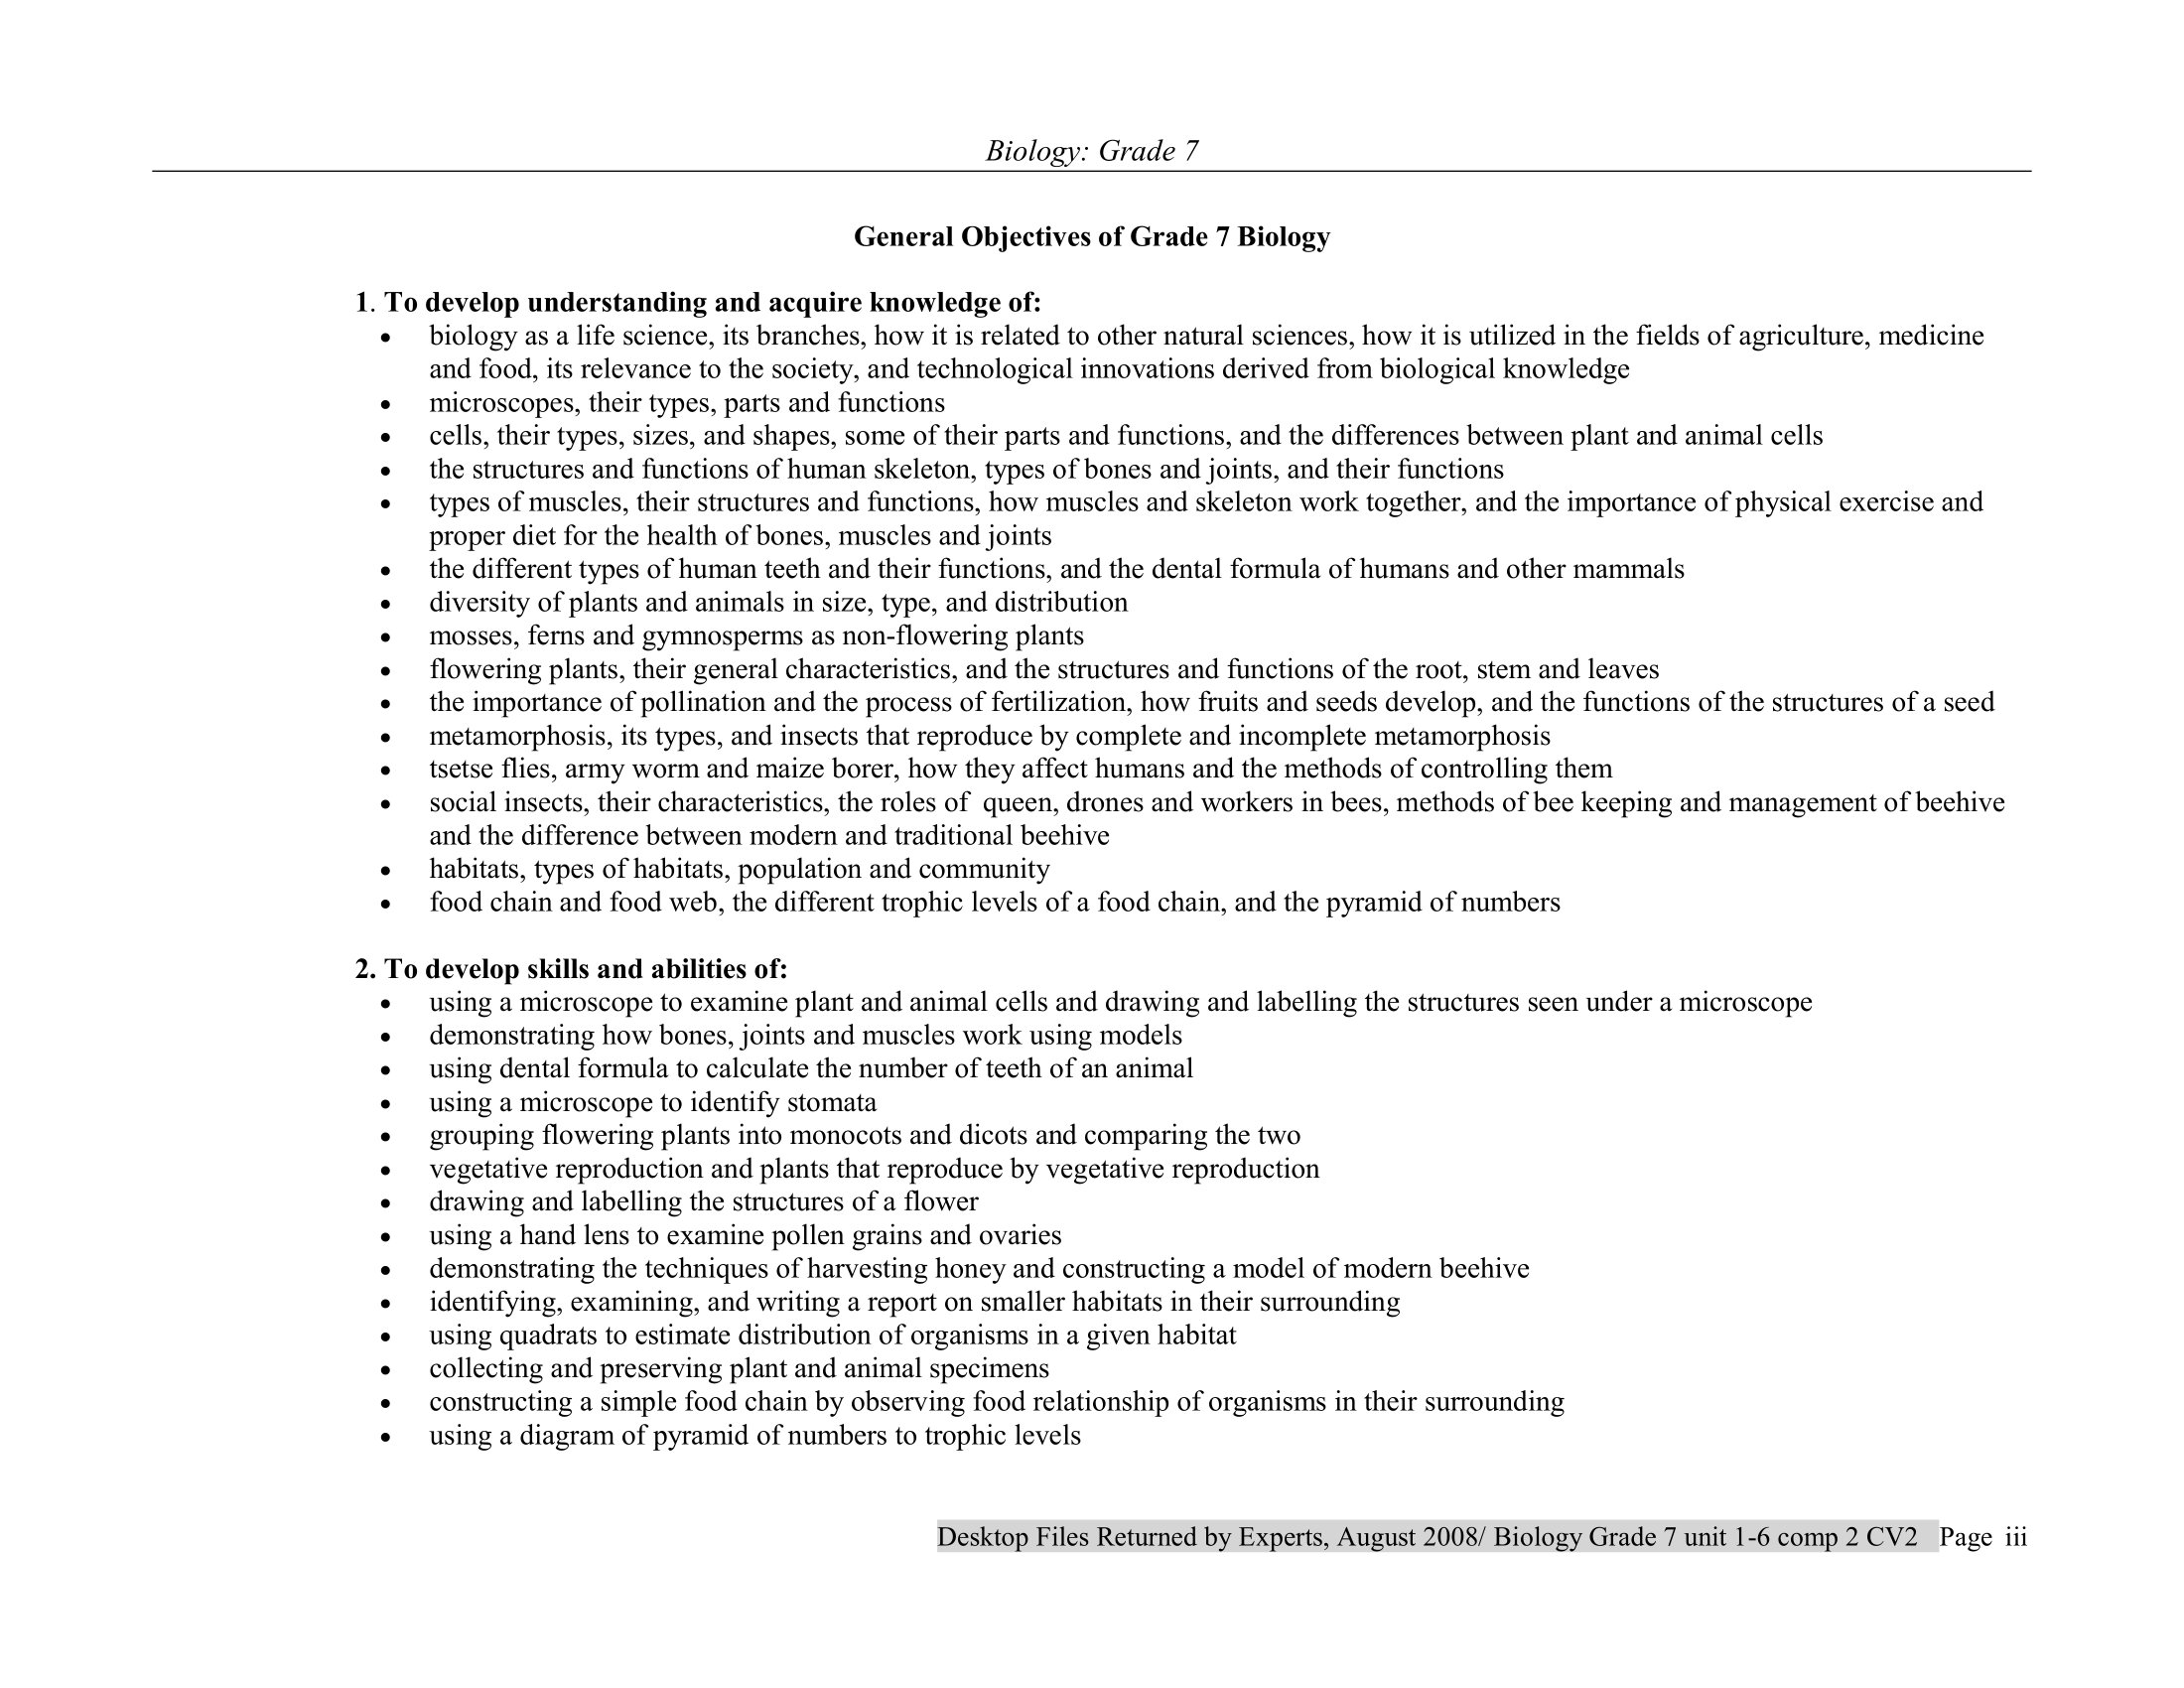 Biology: Grade 7
General Objectives of Grade 7 Biology
1. To develop understanding and acquire knowledge of:
• biology as a life science, its branches, how it is related to other natural sciences, how it is utilized in the fields of agriculture, medicine
and food, its relevance to the society, and technological innovations derived from biological knowledge
• microscopes, their types, parts and functions
• cells, their types, sizes, and shapes, some of their parts and functions, and the differences between plant and animal cells
• the structures and functions of human skeleton, types of bones and joints, and their functions
• types of muscles, their structures and functions, how muscles and skeleton work together, and the importance of physical exercise and
proper diet for the health of bones, muscles and joints
• the different types of human teeth and their functions, and the dental formula of humans and other mammals
• diversity of plants and animals in size, type, and distribution
• mosses, ferns and gymnosperms as non-flowering plants
• flowering plants, their general characteristics, and the structures and functions of the root, stem and leaves
• the importance of pollination and the process of fertilization, how fruits and seeds develop, and the functions of the structures of a seed
• metamorphosis, its types, and insects that reproduce by complete and incomplete metamorphosis
• tsetse flies, army worm and maize borer, how they affect humans and the methods of controlling them
• social insects, their characteristics, the roles of queen, drones and workers in bees, methods of bee keeping and management of beehive
and the difference between modern and traditional beehive
• habitats, types of habitats, population and community
• food chain and food web, the different trophic levels of a food chain, and the pyramid of numbers
2. To develop skills and abilities of:
• using a microscope to examine plant and animal cells and drawing and labelling the structures seen under a microscope
• demonstrating how bones, joints and muscles work using models
• using dental formula to calculate the number of teeth of an animal
• using a microscope to identify stomata
• grouping flowering plants into monocots and dicots and comparing the two
• vegetative reproduction and plants that reproduce by vegetative reproduction
• drawing and labelling the structures of a flower
• using a hand lens to examine pollen grains and ovaries
• demonstrating the techniques of harvesting honey and constructing a model of modern beehive
• identifying, examining, and writing a report on smaller habitats in their surrounding
• using quadrats to estimate distribution of organisms in a given habitat
• collecting and preserving plant and animal specimens
• constructing a simple food chain by observing food relationship of organisms in their surrounding
• using a diagram of pyramid of numbers to trophic levels
Desktop Files Returned by Experts, August 2008/ Biology Grade 7 unit 1-6 comp 2 CV2 Page iii